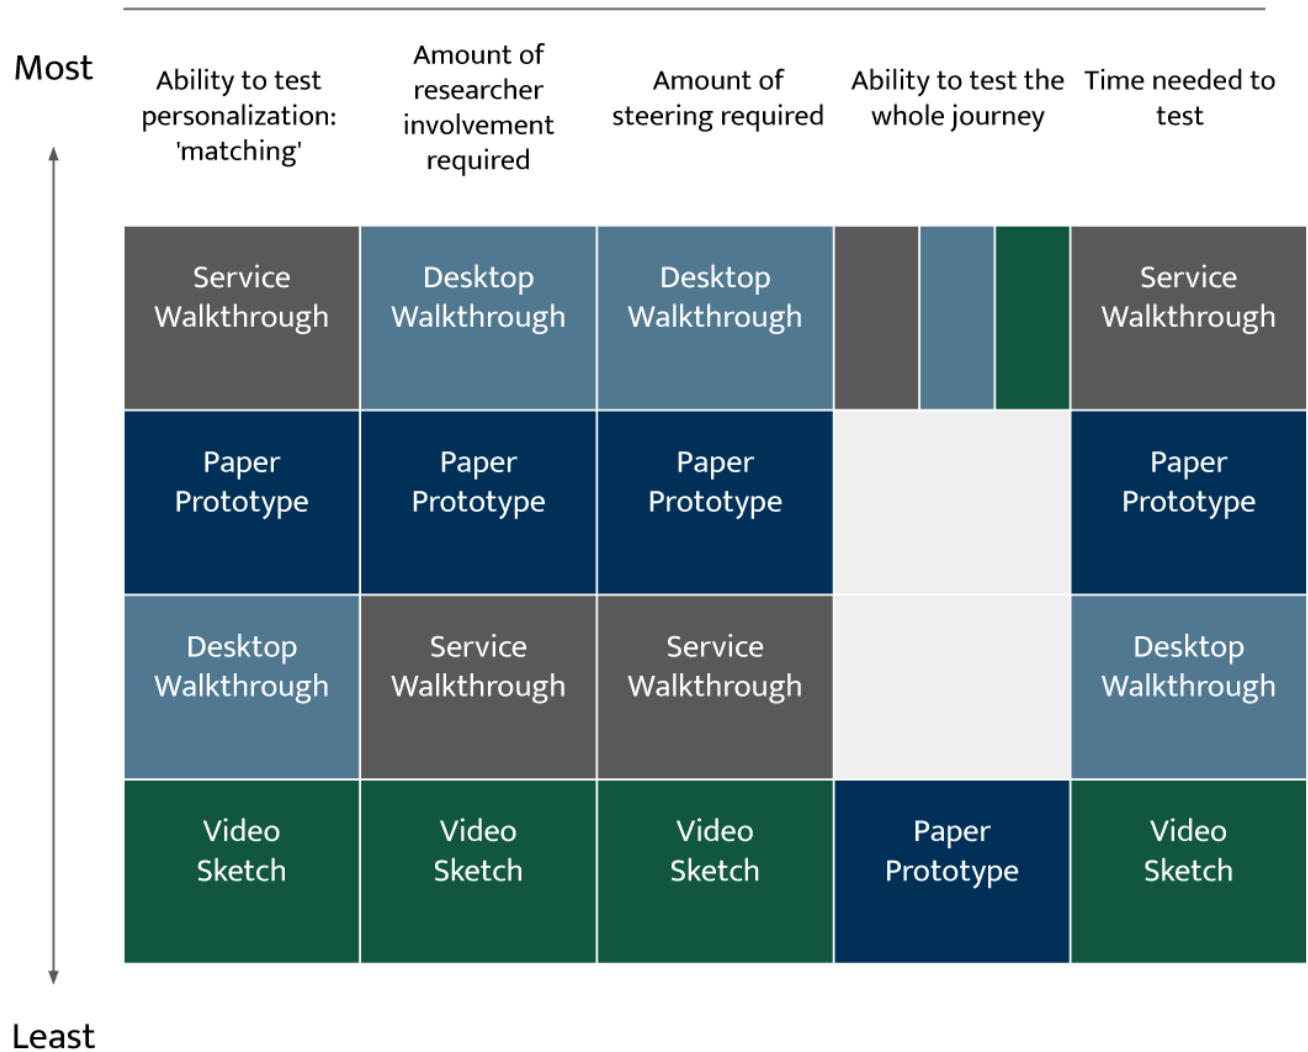 Most
Ability to test
personalization:
'matching'
Amount of
researcher
involvement
required
Amount of
steering required
Ability to test the
whole journey
Time needed to
test
Service
Walkthrough
Desktop
Walkthrough
Desktop
Walkthrough
Service
Walkthrough
Paper
Prototype
Paper
Prototype
Paper
Prototype
Paper
Prototype
Desktop
Walkthrough
Service
Walkthrough
Service
Walkthrough
Desktop
Walkthrough
Video
Sketch
Video
Sketch
Video
Sketch
Paper
Prototype
Video
Sketch
Least